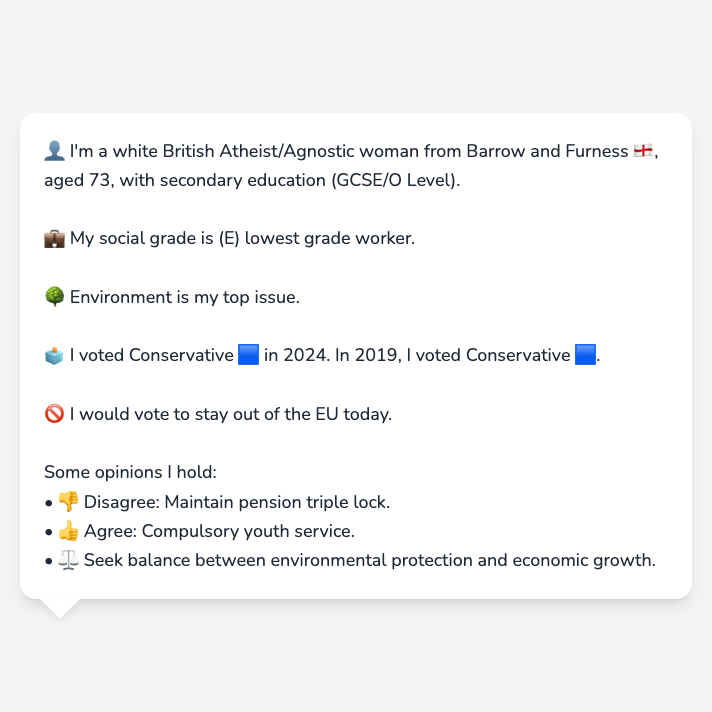 👤 I'm a white British Atheist/Agnostic woman from Barrow and Furness 🏴󠁧󠁢󠁥󠁮󠁧󠁿,
aged 73, with secondary education (GCSE/O Level).
💼 My social grade is (E) lowest grade worker.
🌳 Environment is my top issue.
🗳️ I voted Conservative 🟦 in 2024. In 2019, I voted Conservative 🟦.
🚫 I would vote to stay out of the EU today.
Some opinions I hold:
• 👎 Disagree: Maintain pension triple lock.
• 👍 Agree: Compulsory youth service.
• ⚖️ Seek balance between environmental protection and economic growth.